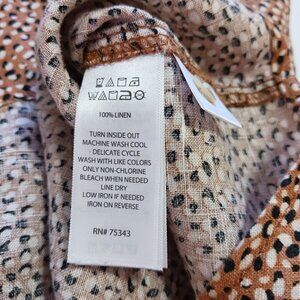 100% LINEN
TURN INSIDE OUT
MACHINE WASH COOL
- DELICATE CYCLE
WASH WITH LIKE COLORS
ONLY NON-CHLORINE
BLEACH WHEN NEEDED
LINE DRY
LOW IRON IF NEEDED
IRON ON REVERSE
RN# 75343